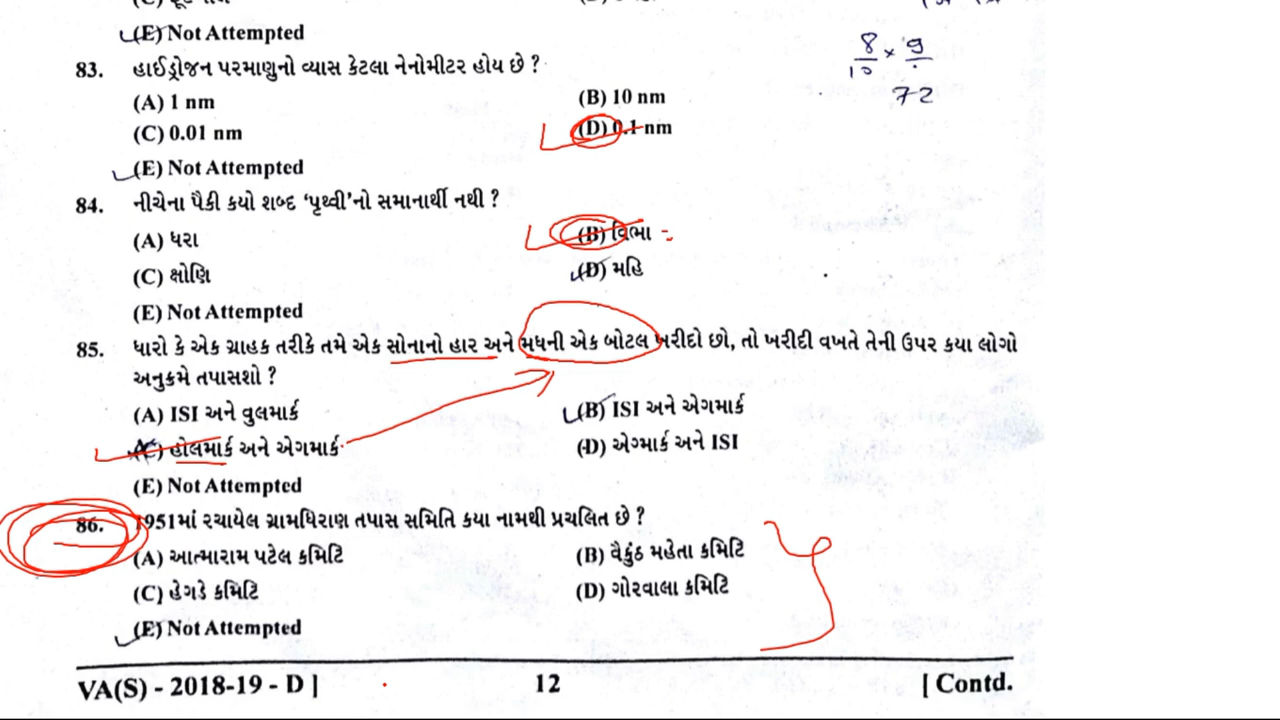 (E) Not Attempted
83. હાઈડ્રોજન પરમાણુનો વ્યાસ કેટલા નેનોમીટર હોય છે ?
(A) 1 nm (B) 10 nm
(C) 0.01 nm (D) 0.1 nm
(E) Not Attempted
84. નીચેના પૈકી કયો શબ્દ ‘પૃથ્વી’નો સમાનાર્થી નથી ?
(A) ધરા (B) વિભા
(C) ક્ષોણિ (D) મહિ
(E) Not Attempted
85. ધારો કે એક ગ્રાહક તરીકે તમે એક સોનાનો હાર અને મધની એક બોટલ ખરીદો છો, તો ખરીદી વખતે તેની ઉપર કયા લોગો
અનુક્રમે તપાસશો ?
(A) ISI અને વુલમાર્ક (B) ISI અને એગમાર્ક
(C) હોલમાર્ક અને એગમાર્ક (D) એગ્માર્ક અને ISI
(E) Not Attempted
86. 1951માં રચાયેલ ગ્રામધિરાણ તપાસ સમિતિ કયા નામથી પ્રચલિત છે ?
(A) આત્મારામ પટેલ કમિટિ (B) વૈકુંઠ મહેતા કમિટિ
(C) હેગડે કમિટિ (D) ગોરવાલા કમિટિ
(E) Not Attempted
VA(S) - 2018-19 - D ] 12 [ Contd.
8 × 9
10
72